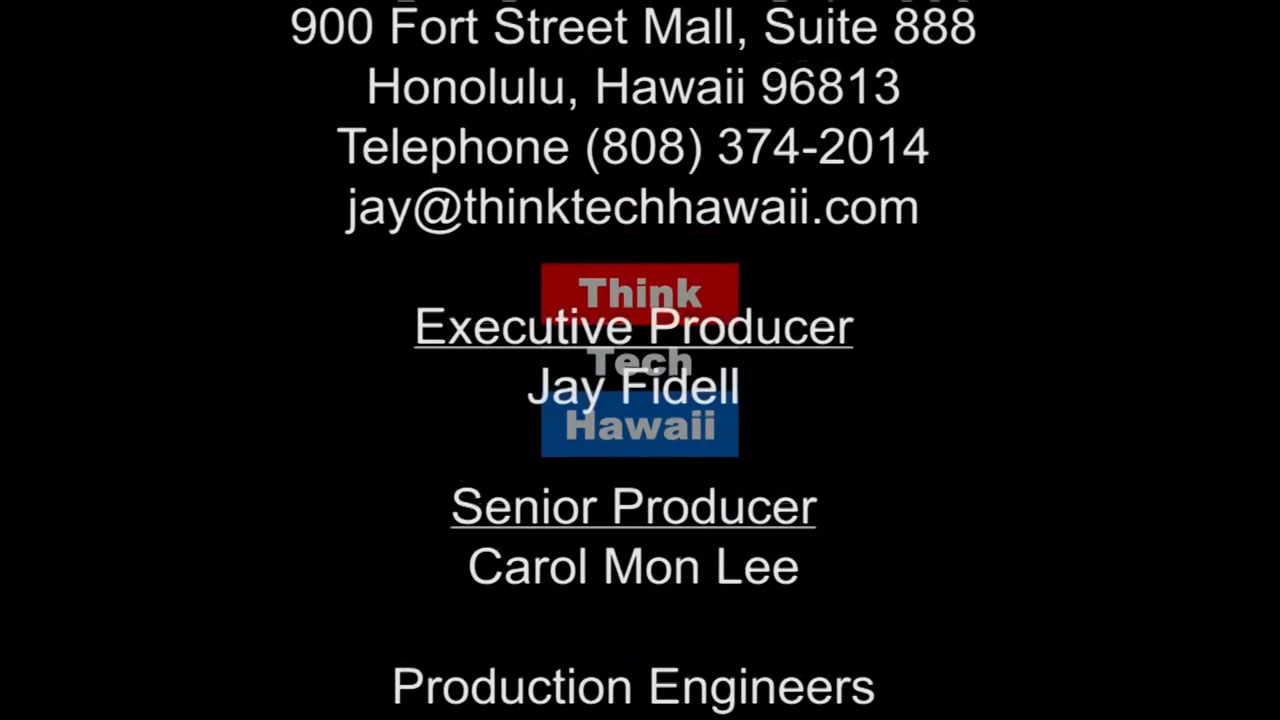 900 Fort Street Mall, Suite 888
Honolulu, Hawaii 96813
Telephone (808) 374-2014
jay@thinktechhawaii.com
Think
Executive Producer
Tech
Jay Fidell
Hawaii
Senior Producer
Carol Mon Lee
Production Engineers